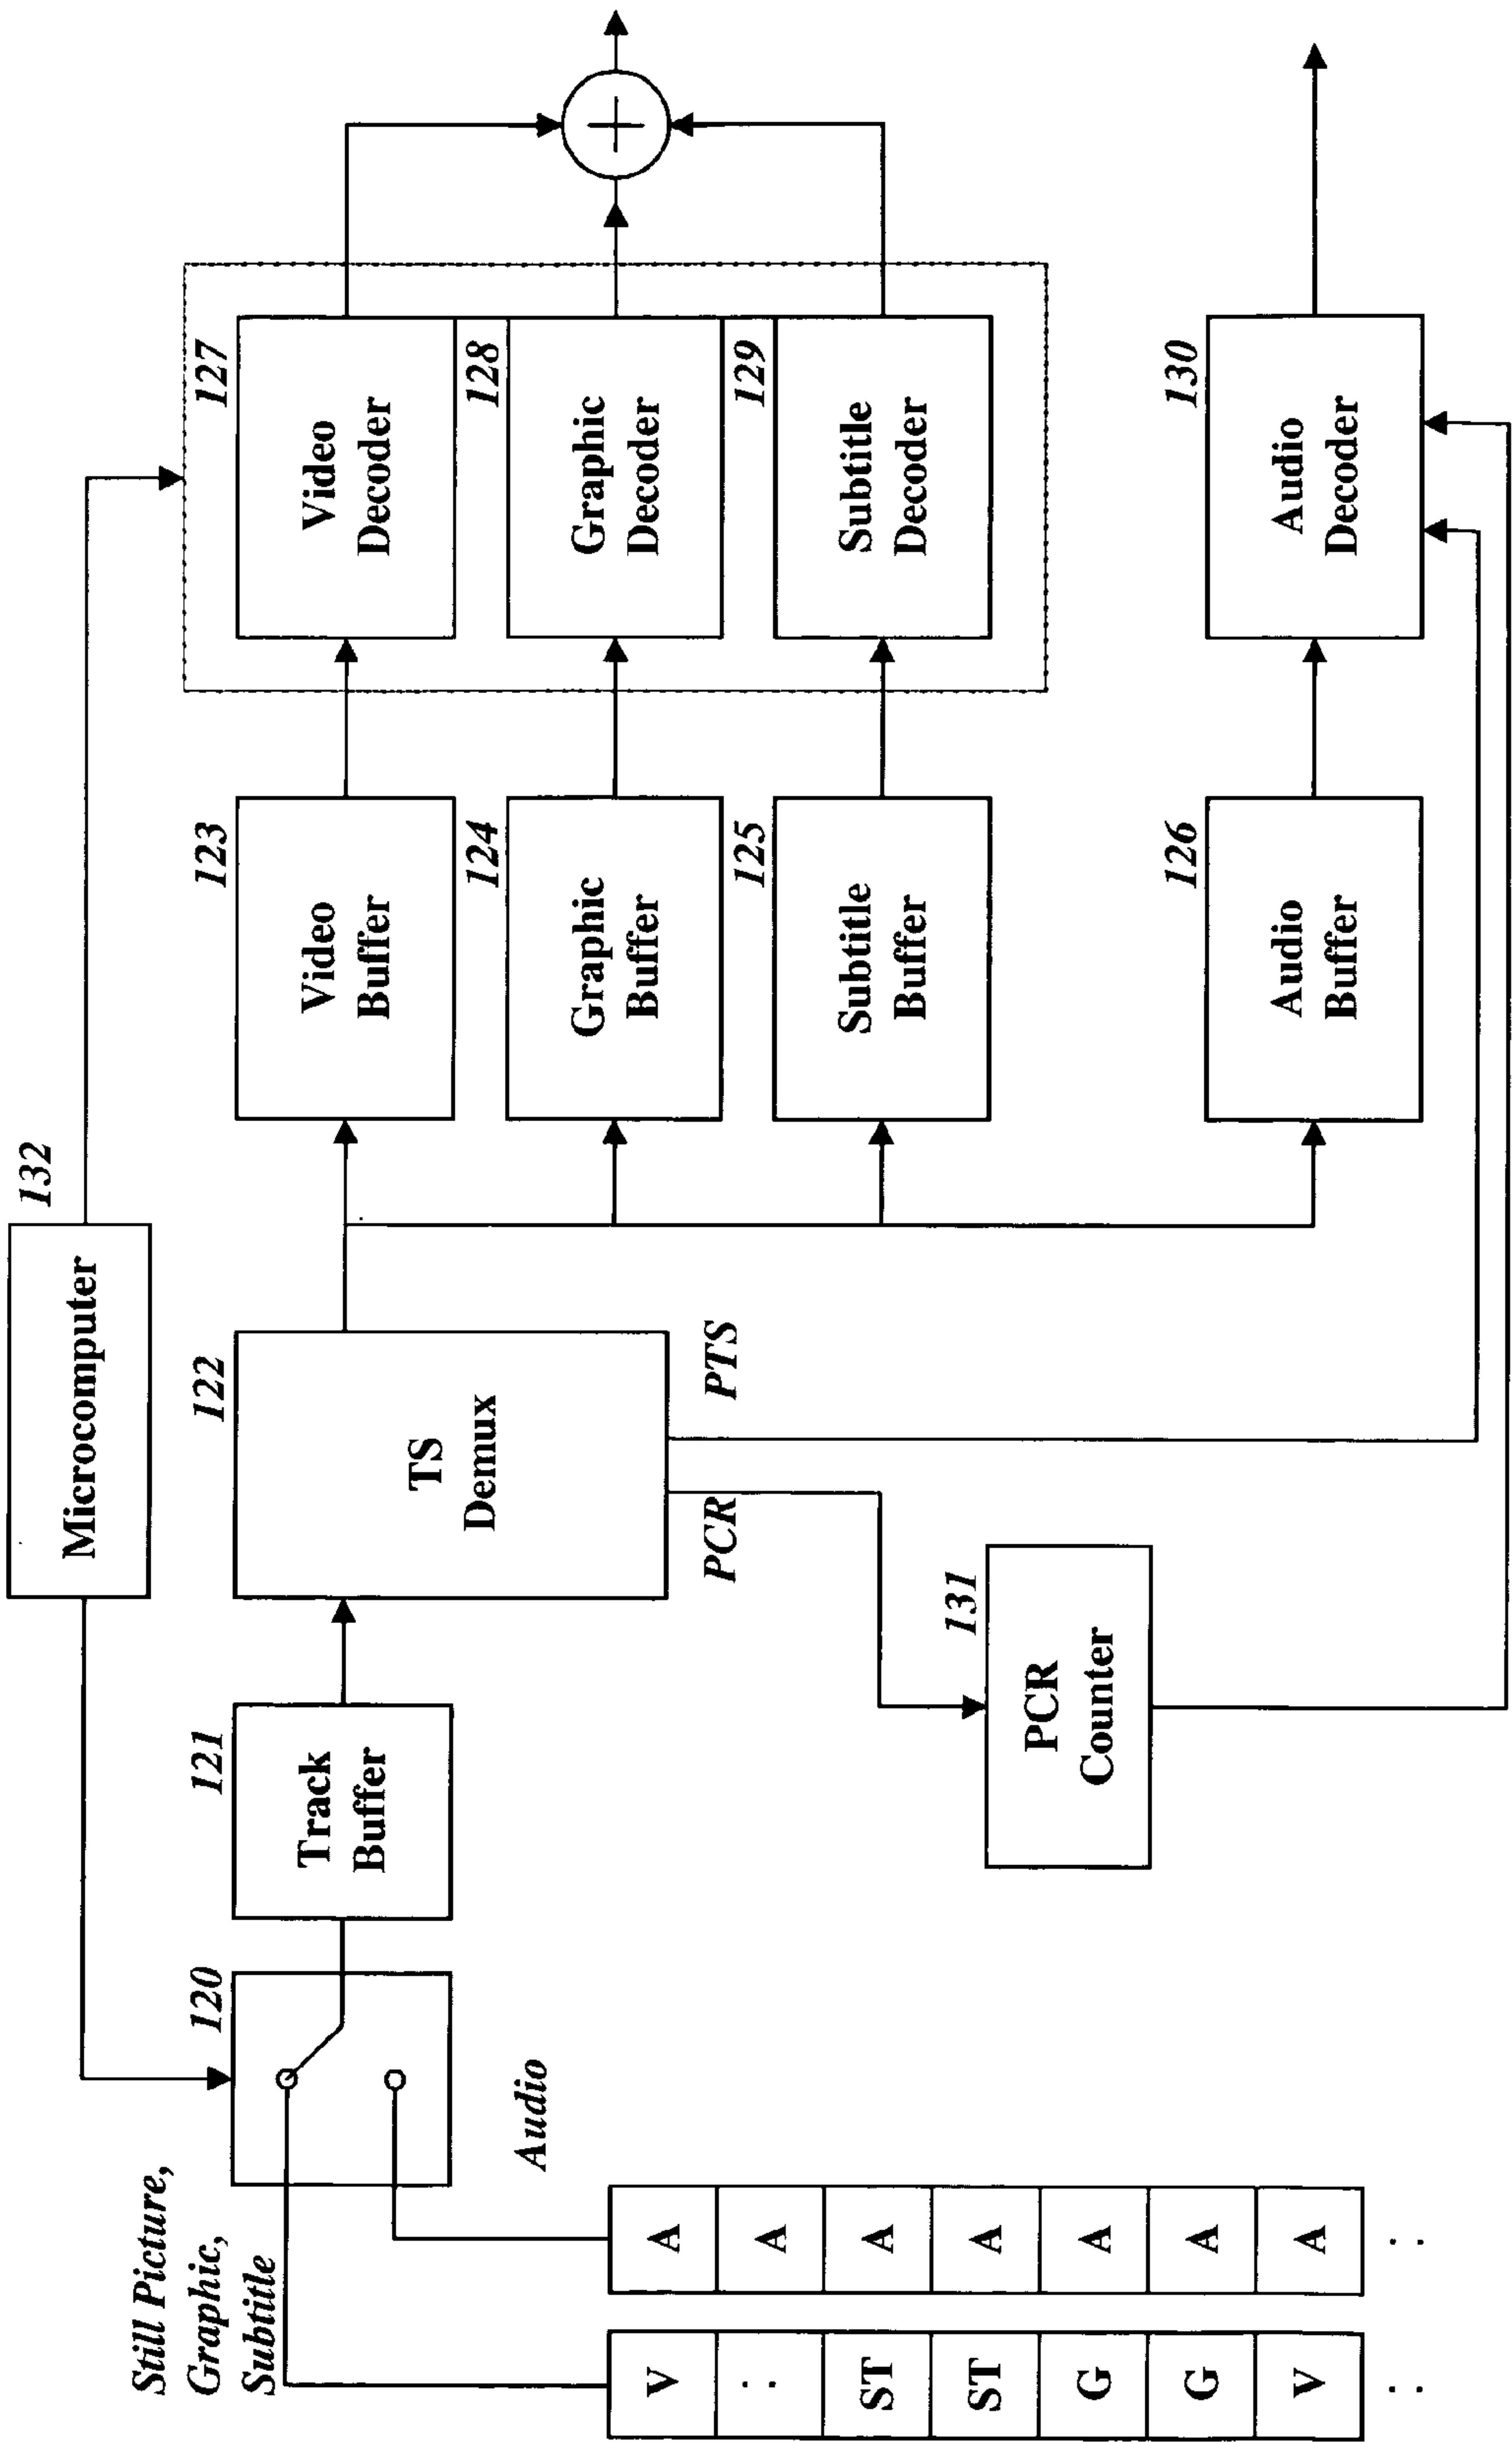 132
Microcomputer
127
Video
Decoder
128
Graphic
Decoder
129
Subtitle
Decoder
123
Video
Buffer
124
Graphic
Buffer
125
Subtitle
Buffer
122
TS
Demux
PCR
PTS
121
Track
Buffer
120
Still Picture,
Graphic,
Subtitle
Audio
130
Audio
Decoder
126
Audio
Buffer
131
PCR
Counter
A
A
A
A
A
A
A
: 
V
:
ST
ST
G
G
V
: